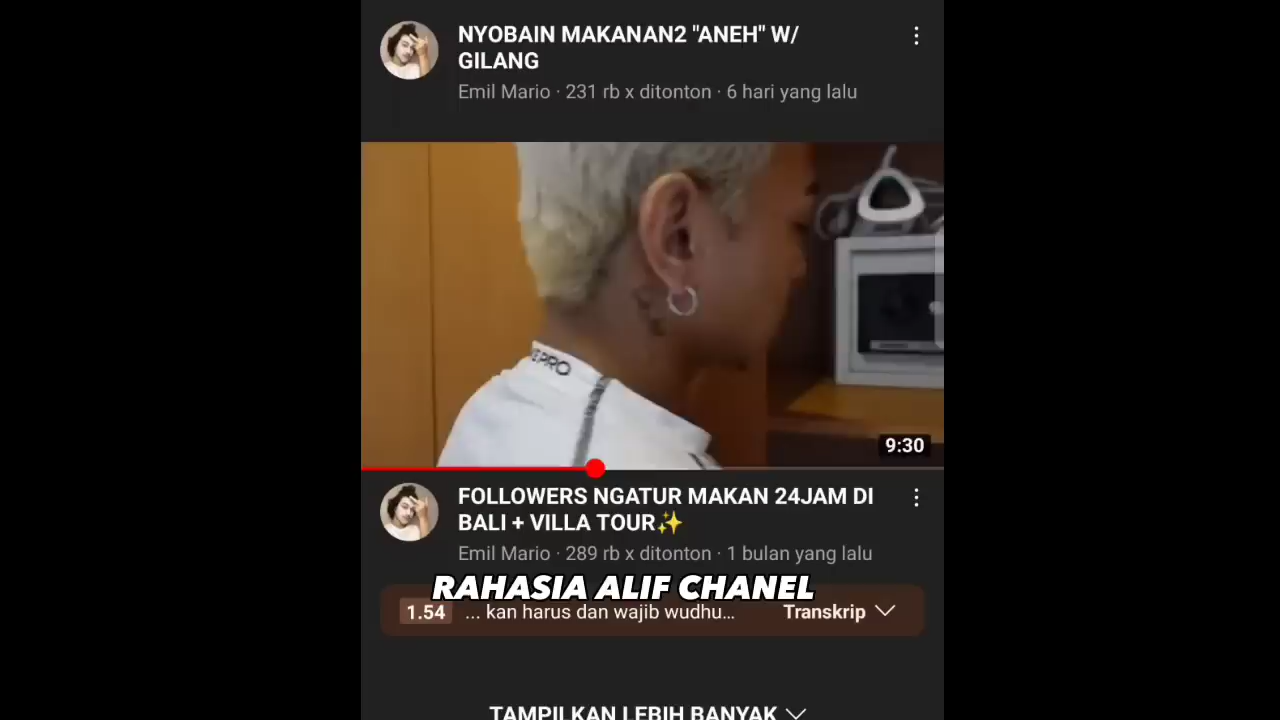 NYOBAIN MAKANAN2 "ANEH" W/
GILANG
Emil Mario · 231 rb x ditonton · 6 hari yang lalu
PRO
9:30
FOLLOWERS NGATUR MAKAN 24JAM DI
BALI + VILLA TOUR✨
Emil Mario · 289 rb x ditonton · 1 bulan yang lalu
RAHASIA ALIF CHANEL
1.54 ... kan harus dan wajib wudhu... Transkrip
TAMPILKAN LEBIH BANYAK